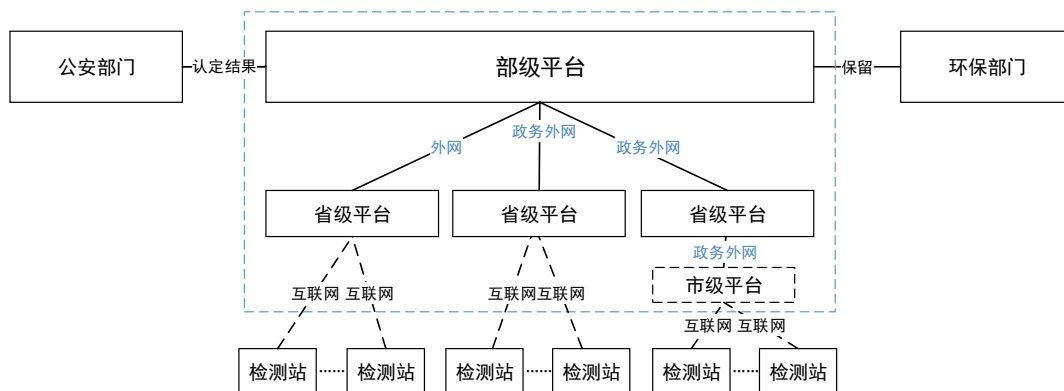 公安部门
认定结果
部级平台
保留
环保部门
外网
政务外网
政务外网
省级平台
省级平台
省级平台
政务外网
市级平台
互联网
互联网
互联网
互联网
互联网
互联网
检测站
检测站
检测站
检测站
检测站
检测站